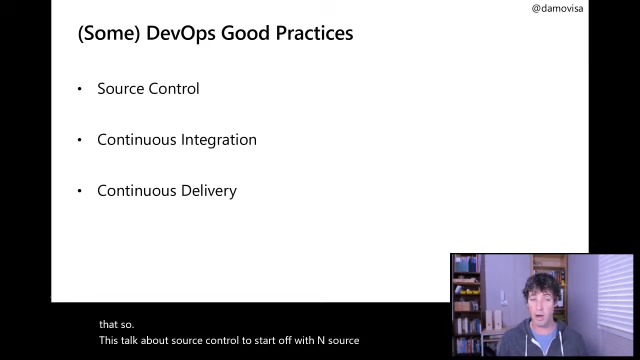 @damovisa
(Some) DevOps Good Practices
• Source Control
• Continuous Integration
• Continuous Delivery
that so.
This talk about source control to start off with N source